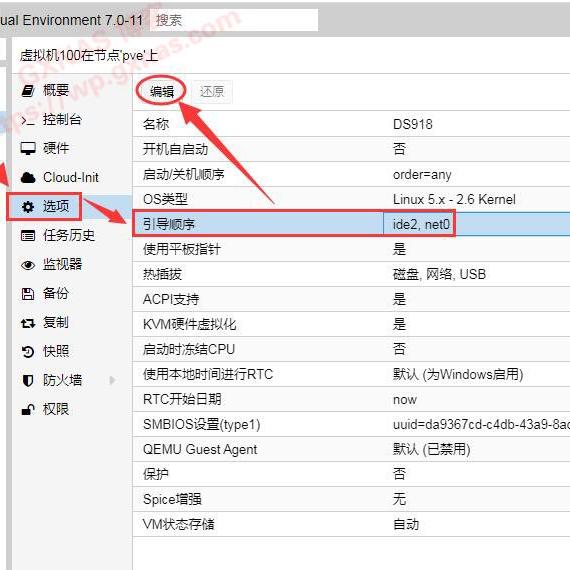 ual Environment 7.0-11 搜索
虚拟机100在节点'pve'上
GXNAS 博客
https://wp.gxnas.com
概要
控制台
硬件
Cloud-Init
选项
任务历史
监视器
备份
复制
快照
防火墙
权限
编辑 还原
名称 DS918
开机自启动 否
启动/关机顺序 order=any
OS类型 Linux 5.x - 2.6 Kernel
引导顺序 ide2, net0
使用平板指针 是
热插拔 磁盘, 网络, USB
ACPI支持 是
KVM硬件虚拟化 是
启动时冻结CPU 否
使用本地时间进行RTC 默认 (为Windows启用)
RTC开始日期 now
SMBIOS设置(type1) uuid=da9367cd-c4db-43a9-8ad
QEMU Guest Agent 默认 (已禁用)
保护 否
Spice增强 无
VM状态存储 自动